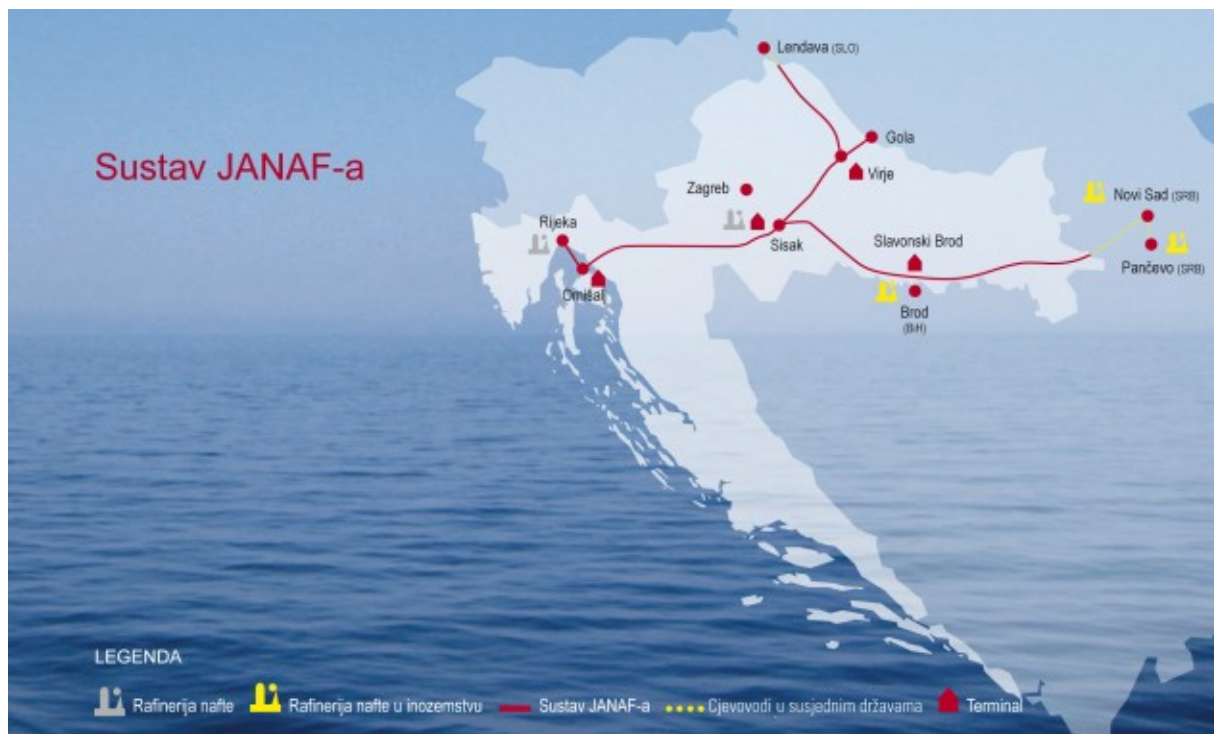 Lendava (SLO)
Gola
Sustav JANAF-a
Virje
Zagreb
Novi Sad (SRB)
Rijeka
Sisak
Slavonski Brod
Pančevo (SRB)
Omišalj
Brod
(BiH)
LEGENDA
Rafinerija nafte
Rafinerija nafte u inozemstvu
Sustav JANAF-a
Cjevovodi u susjednim državama
Terminal